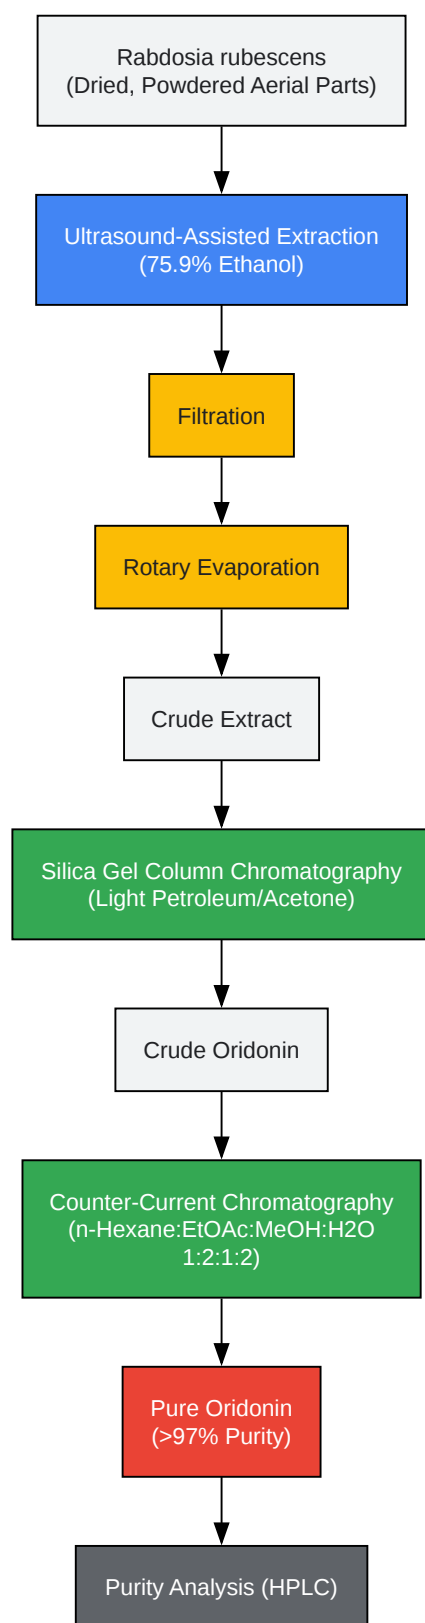 Rabdosia rubescens
(Dried, Powdered Aerial Parts)
Ultrasound-Assisted Extraction
(75.9% Ethanol)
Filtration
Rotary Evaporation
Crude Extract
Silica Gel Column Chromatography
(Light Petroleum/Acetone)
Crude Oridonin
Counter-Current Chromatography
(n-Hexane:EtOAc:MeOH:H2O
1:2:1:2)
Pure Oridonin
(>97% Purity)
Purity Analysis (HPLC)